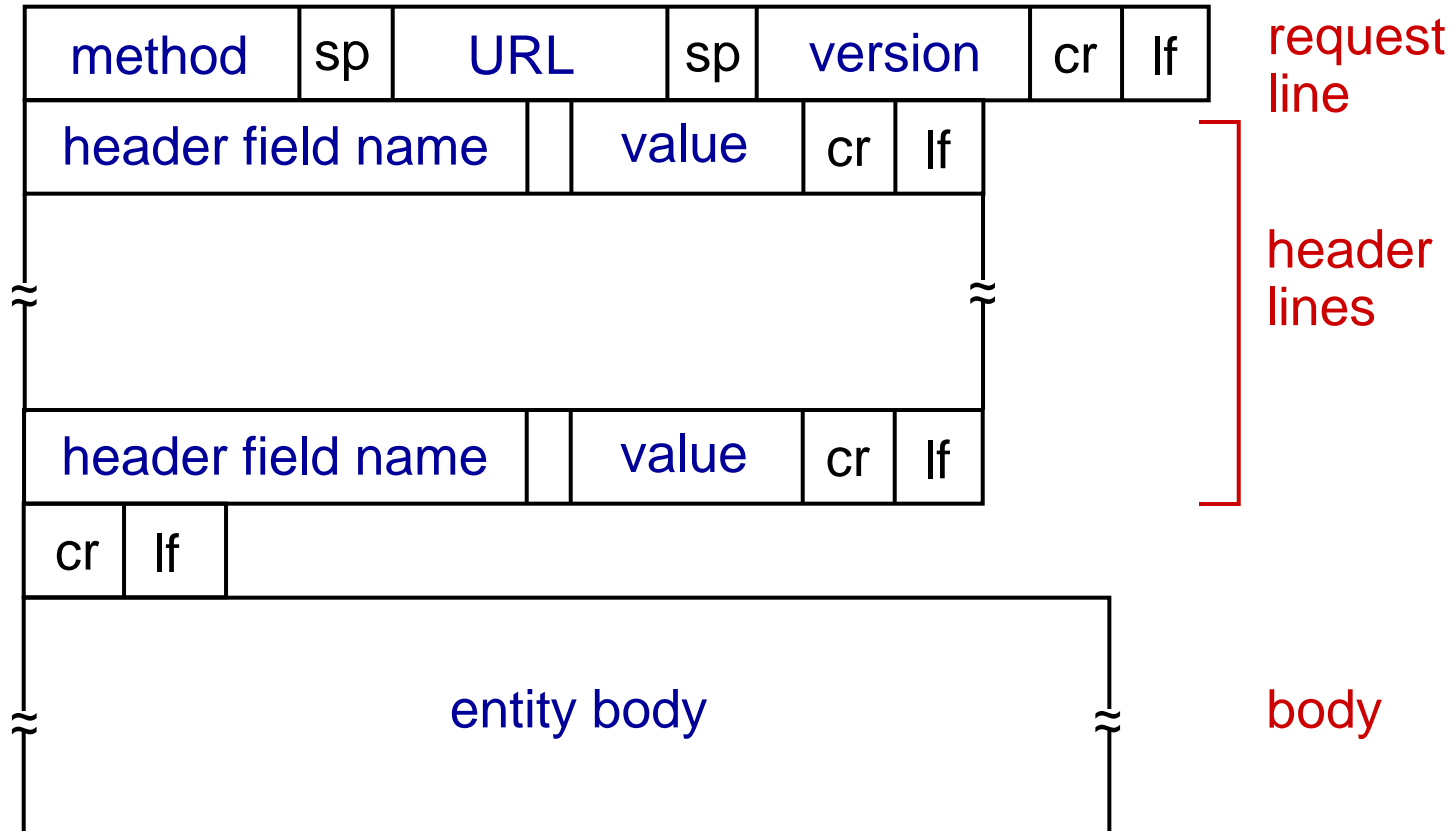 method sp URL sp version cr lf request
line
header field name value cr lf
header
lines
header field name value cr lf
cr lf
entity body body